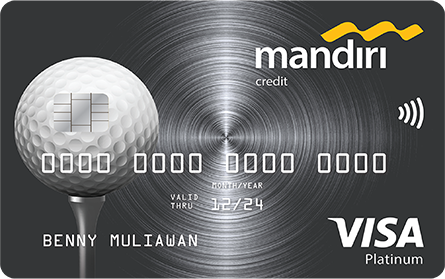 mandiri
credit
0000 0000 0000 0000
MONTH/YEAR
VALID
THRU 12/24
BENNY MULIAWAN
VISA
Platinum